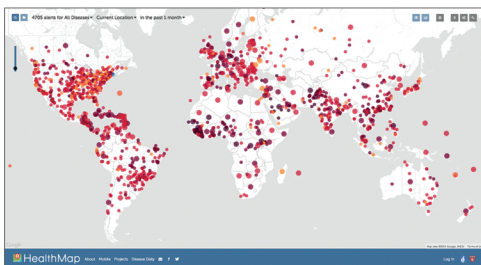 4705 alerts for All Diseases Current Location In the past 1 month
Google
HealthMap About Mobile Projects Disease Daily f Log in